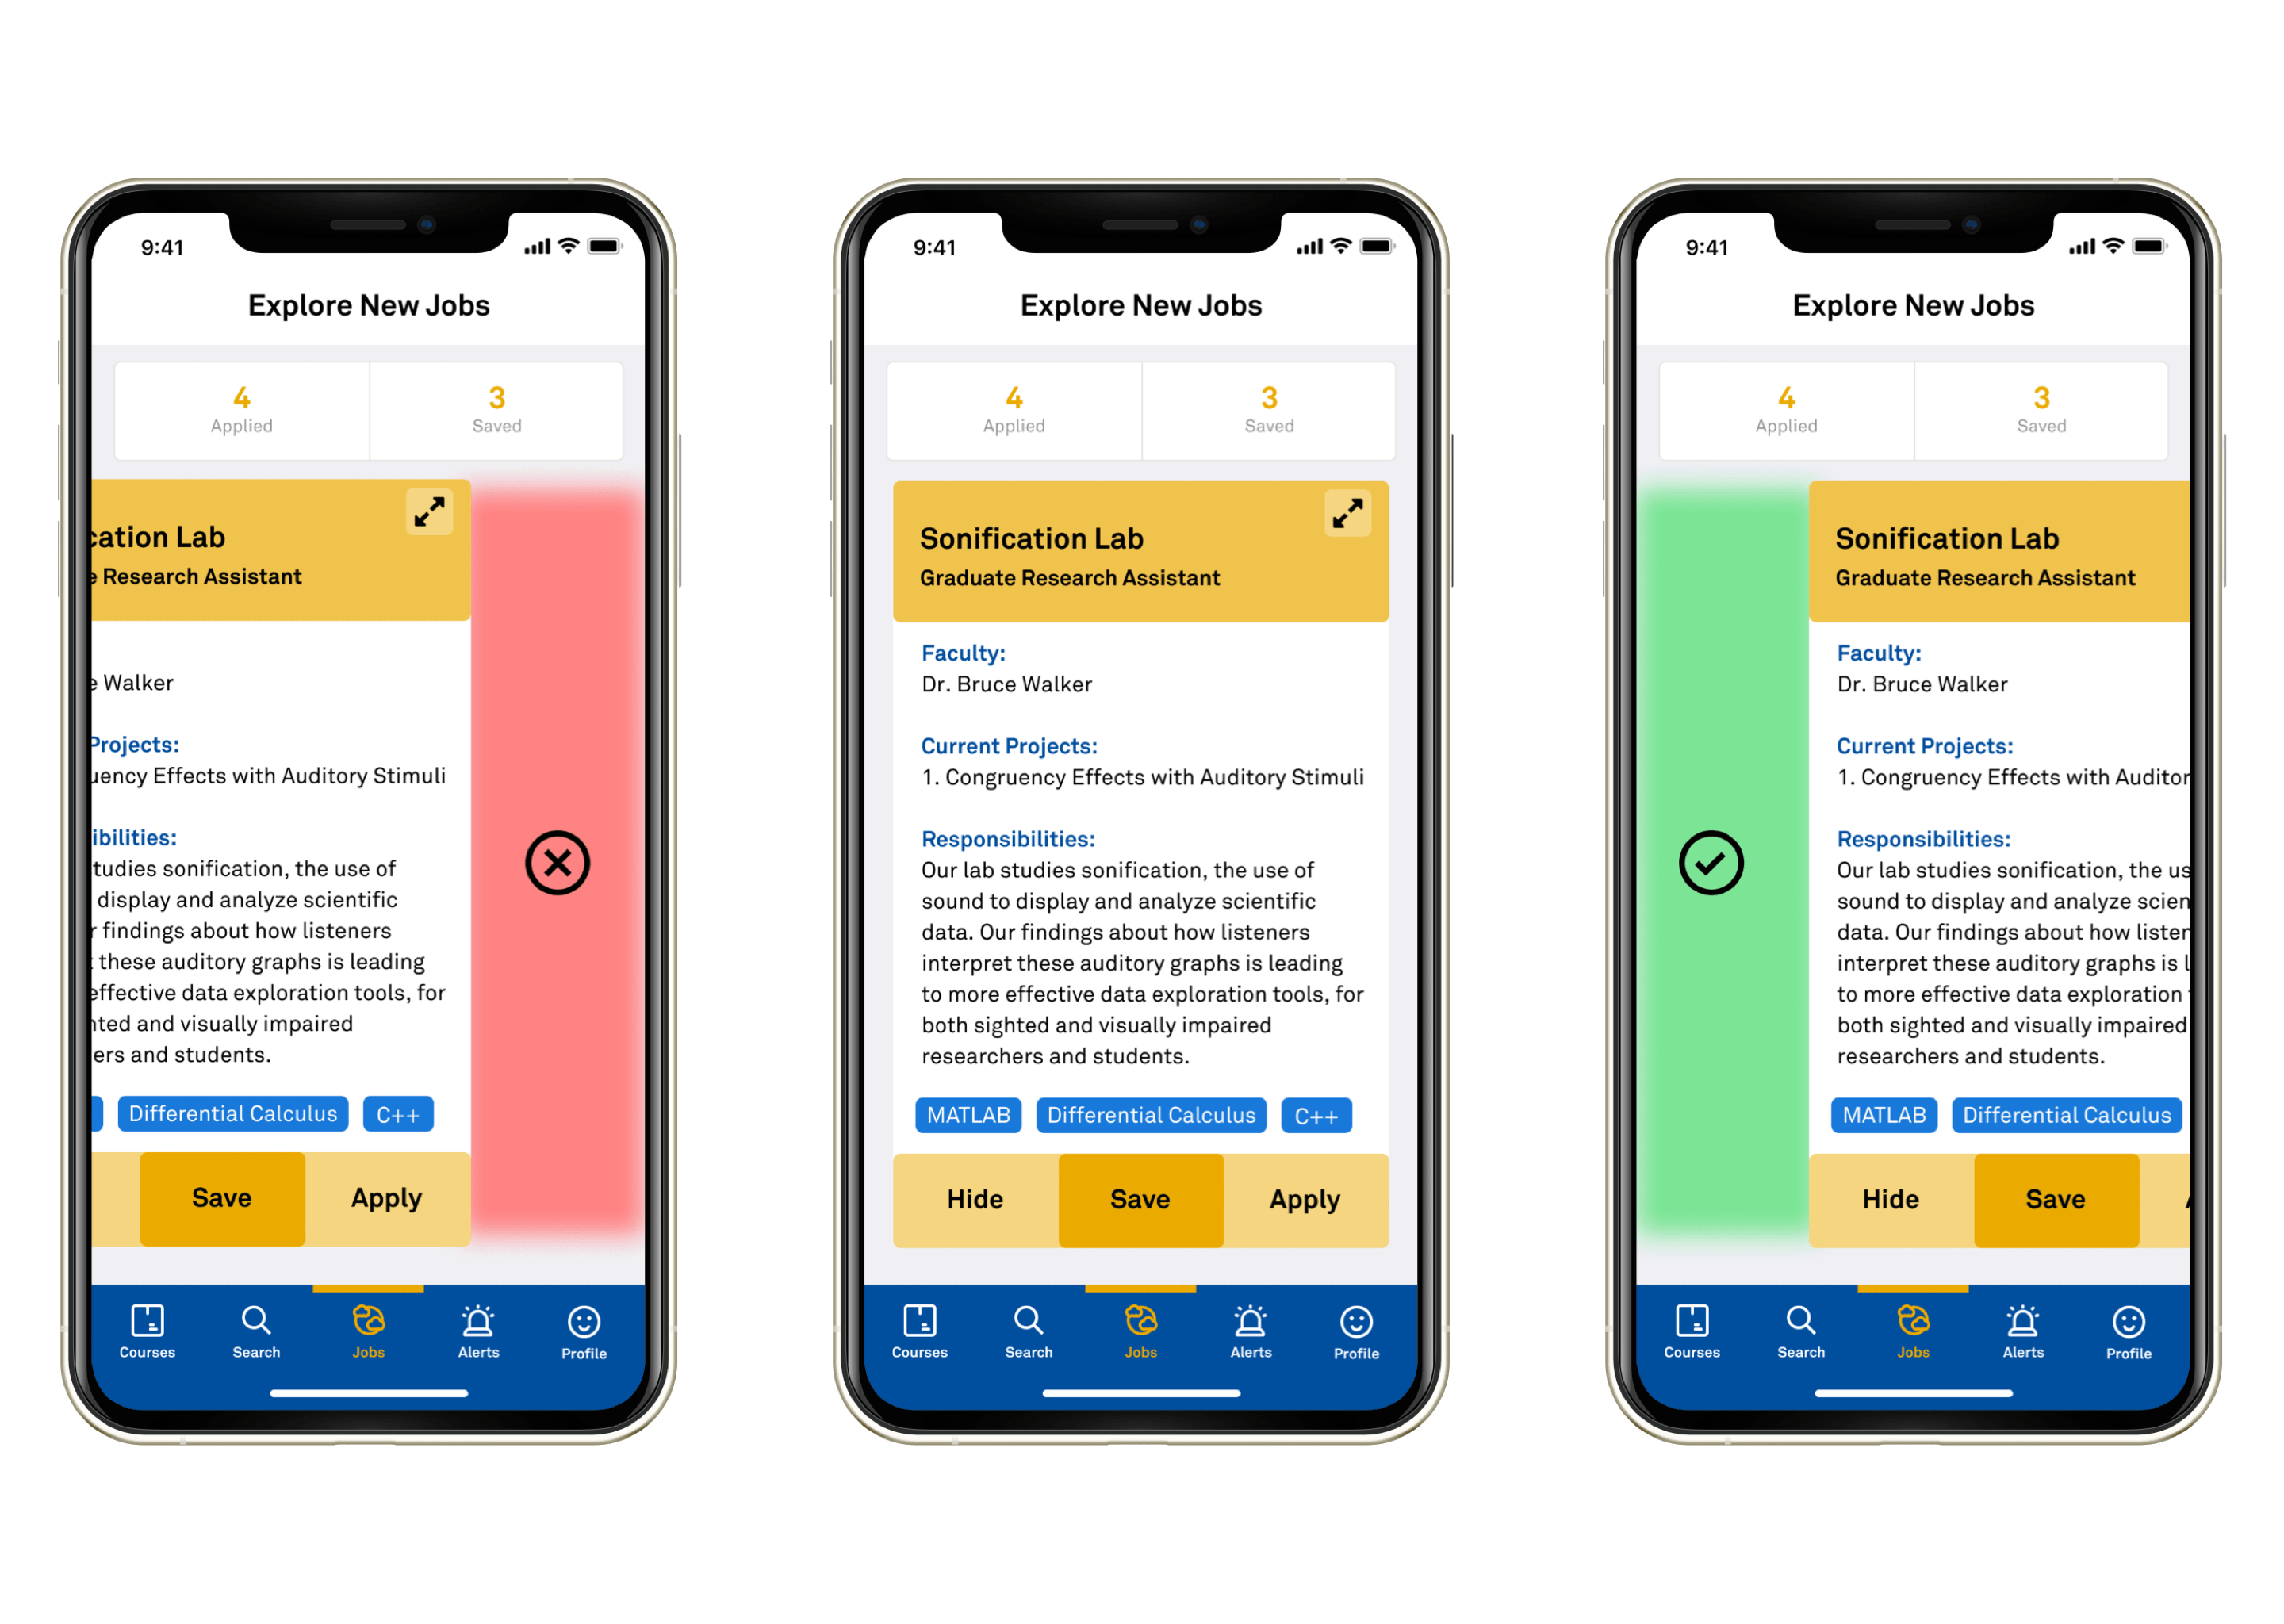 9:41
Explore New Jobs
4
Applied
3
Saved
cation Lab
e Research Assistant
e Walker
Projects:
uency Effects with Auditory Stimuli
ibilities:
tudies sonification, the use of
display and analyze scientific
r findings about how listeners
t these auditory graphs is leading
effective data exploration tools, for
hted and visually impaired
ers and students.
Differential Calculus
C++
Save
Apply
Courses
Search
Jobs
Alerts
Profile
9:41
Explore New Jobs
4
Applied
3
Saved
Sonification Lab
Graduate Research Assistant
Faculty:
Dr. Bruce Walker
Current Projects:
1. Congruency Effects with Auditory Stimuli
Responsibilities:
Our lab studies sonification, the use of
sound to display and analyze scientific
data. Our findings about how listeners
interpret these auditory graphs is leading
to more effective data exploration tools, for
both sighted and visually impaired
researchers and students.
MATLAB
Differential Calculus
C++
Hide
Save
Apply
Courses
Search
Jobs
Alerts
Profile
9:41
Explore New Jobs
4
Applied
3
Saved
Sonification Lab
Graduate Research Assistant
Faculty:
Dr. Bruce Walker
Current Projects:
1. Congruency Effects with Auditor
Responsibilities:
Our lab studies sonification, the us
sound to display and analyze scien
data. Our findings about how lister
interpret these auditory graphs is l
to more effective data exploration
both sighted and visually impaired
researchers and students.
MATLAB
Differential Calculus
Hide
Save
Courses
Search
Jobs
Alerts
Profile